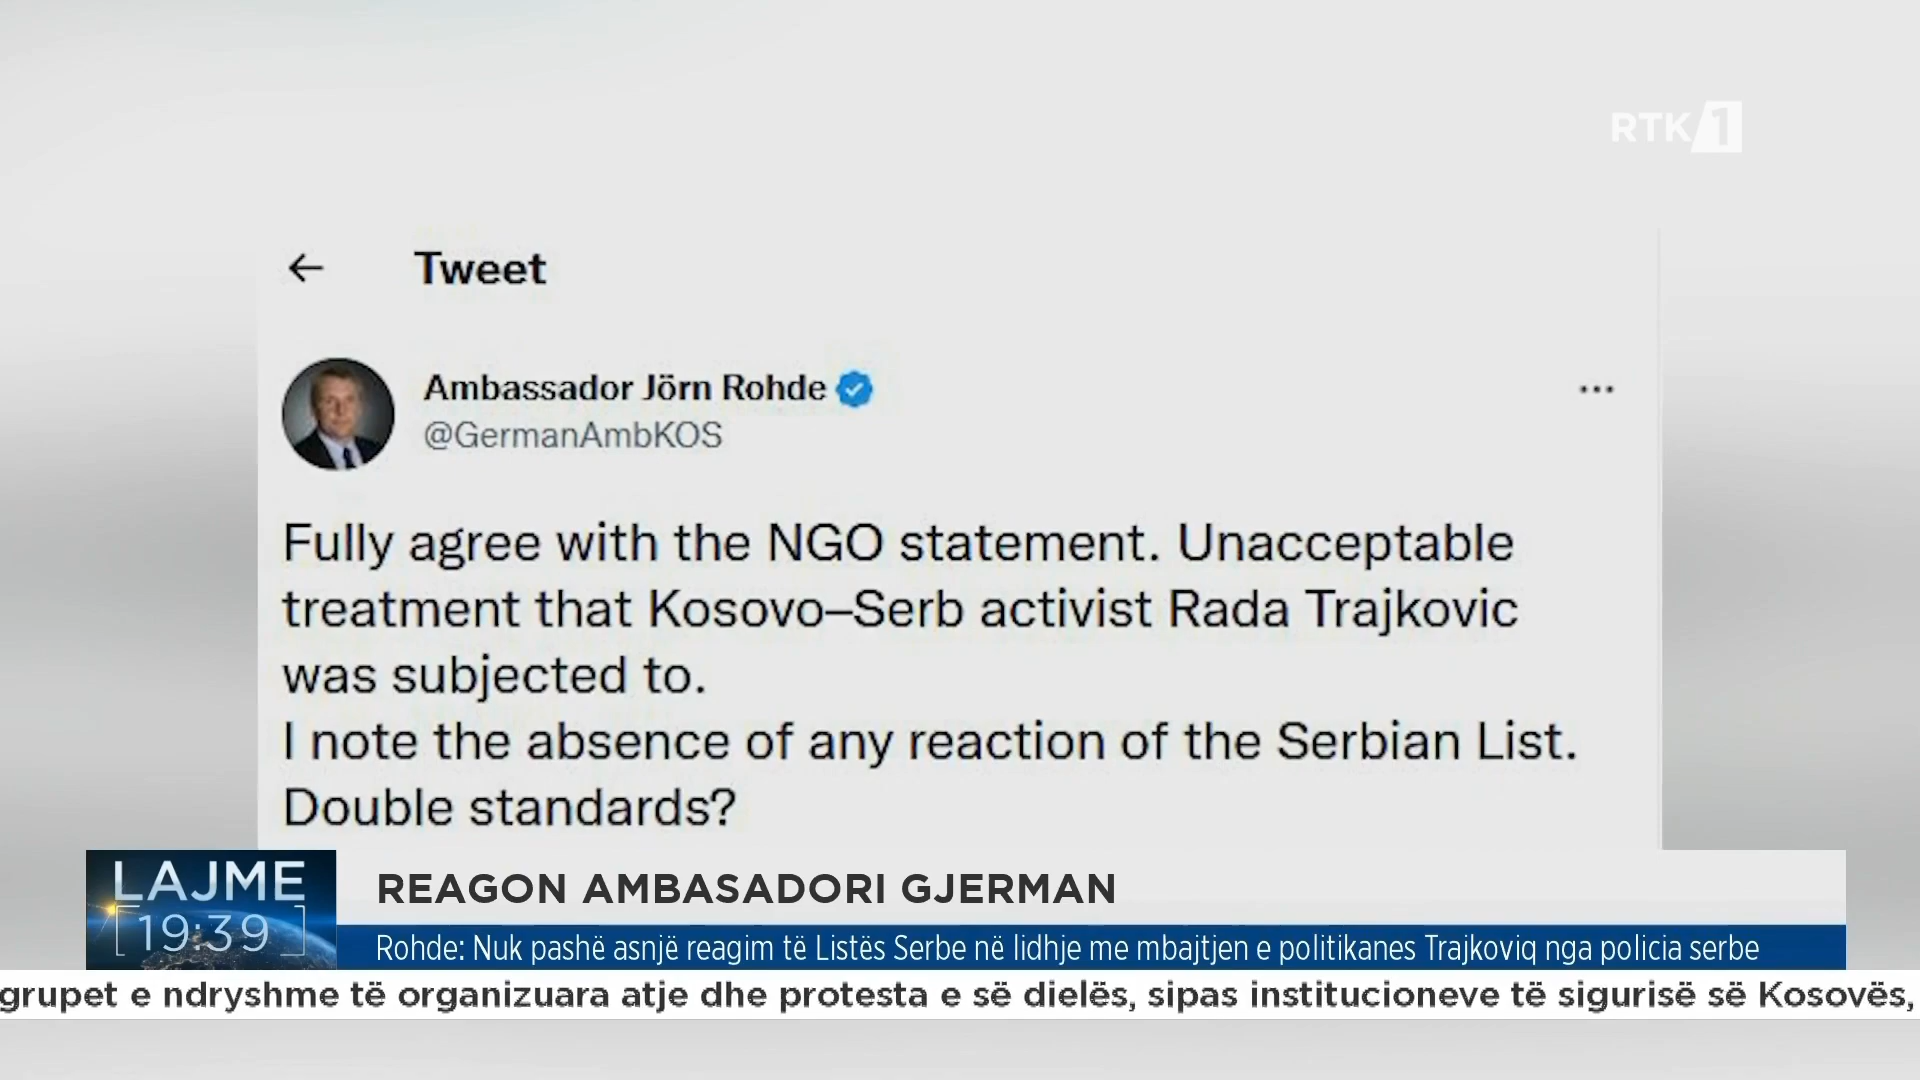 RTK 1
Tweet
Ambassador Jörn Rohde
@GermanAmbKOS
Fully agree with the NGO statement. Unacceptable
treatment that Kosovo–Serb activist Rada Trajkovic
was subjected to.
I note the absence of any reaction of the Serbian List.
Double standards?
LAJME
19:39
REAGON AMBASADORI GJERMAN
Rohde: Nuk pashë asnjë reagim të Listës Serbe në lidhje me mbajtjen e politikanes Trajkoviq nga policia serbe
grupet e ndryshme të organizuara atje dhe protesta e së dielës, sipas institucioneve të sigurisë së Kosovës,